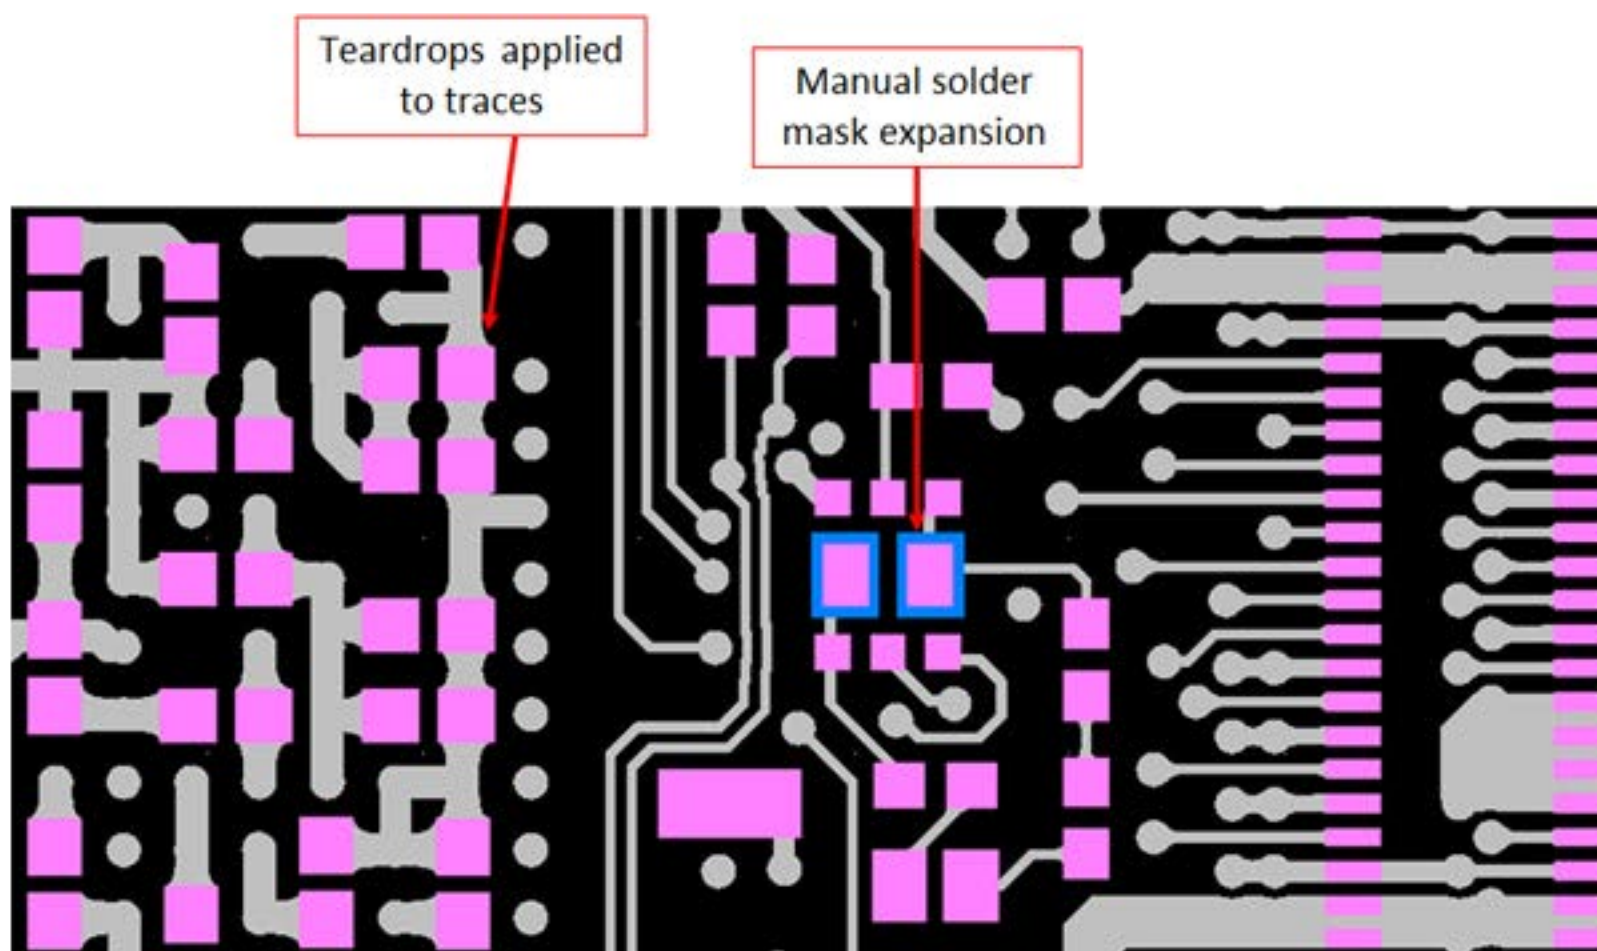 Teardrops applied
to traces
Manual solder
mask expansion